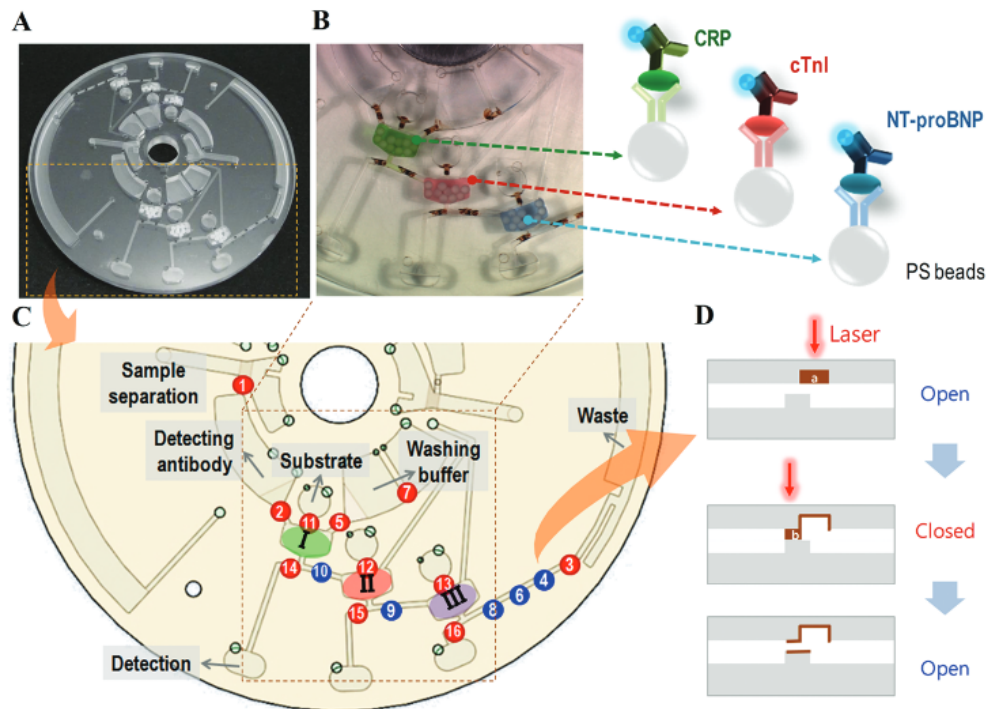 A
B
CRP
cTnI
NT-proBNP
PS beads
C
Sample
separation
Detecting
antibody
Substrate
Washing
buffer
Waste
Detection
1
2
11
5
7
I
14
10
12
II
13
III
15
9
16
8
6
4
3
D
Laser
a
Open
b
Closed
Open